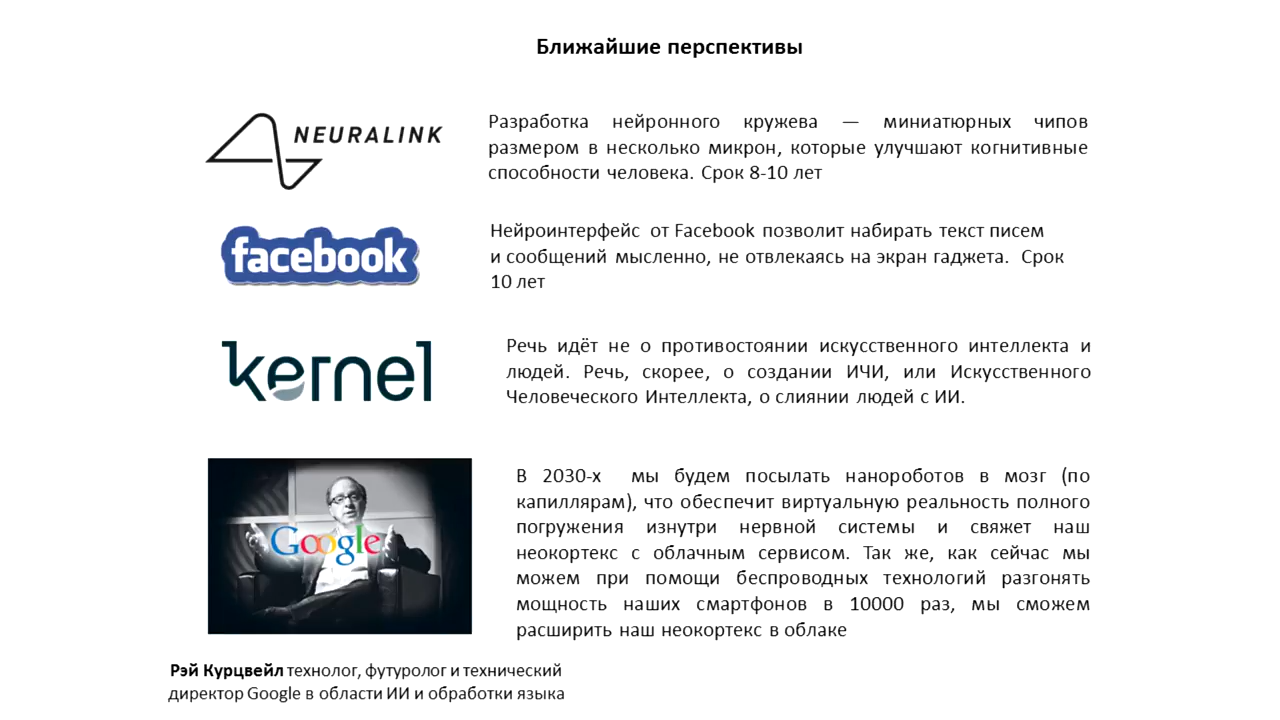 Ближайшие перспективы
NEURALINK
Разработка нейронного кружева — миниатюрных чипов
размером в несколько микрон, которые улучшают когнитивные
способности человека. Срок 8-10 лет
facebook
Нейроинтерфейс от Facebook позволит набирать текст писем
и сообщений мысленно, не отвлекаясь на экран гаджета. Срок
10 лет
kernel
Речь идёт не о противостоянии искусственного интеллекта и
людей. Речь, скорее, о создании ИЧИ, или Искусственного
Человеческого Интеллекта, о слиянии людей с ИИ.
Google
В 2030-х мы будем посылать нанороботов в мозг (по
капиллярам), что обеспечит виртуальную реальность полного
погружения изнутри нервной системы и свяжет наш
неокортекс с облачным сервисом. Так же, как сейчас мы
можем при помощи беспроводных технологий разгонять
мощность наших смартфонов в 10000 раз, мы сможем
расширить наш неокортекс в облаке
Рэй Курцвейл технолог, футуролог и технический
директор Google в области ИИ и обработки языка